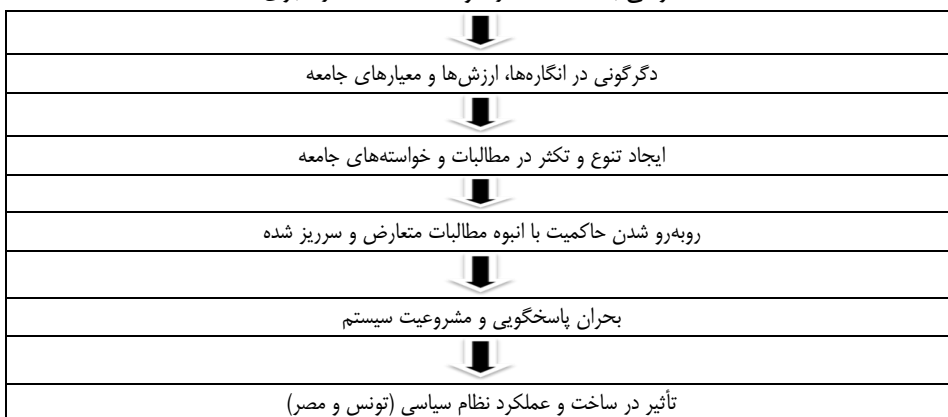 دگرگونی در انگاره‌ها، ارزش‌ها و معیارهای جامعه
ایجاد تنوع و تکثر در مطالبات و خواسته‌های جامعه
روبه‌رو شدن حاکمیت با انبوه مطالبات متعارض و سرریز شده
بحران پاسخگویی و مشروعیت سیستم
تأثیر در ساخت و عملکرد نظام سیاسی (تونس و مصر)